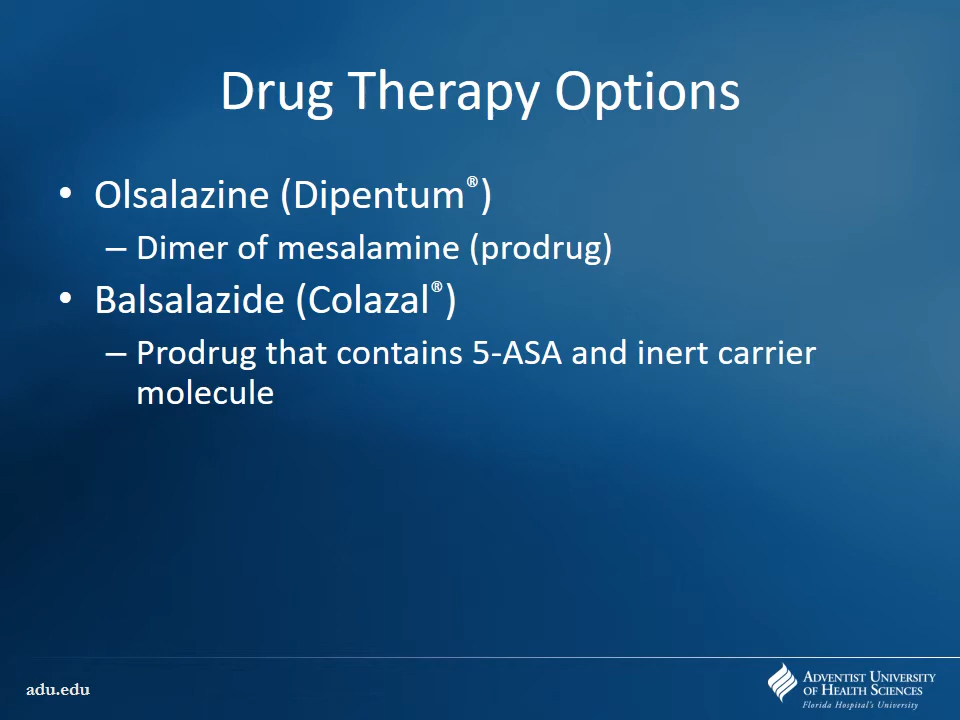 Drug Therapy Options
• Olsalazine (Dipentum®)
– Dimer of mesalamine (prodrug)
• Balsalazide (Colazal®)
– Prodrug that contains 5-ASA and inert carrier
molecule
adu.edu
ADVENTIST UNIVERSITY
OF HEALTH SCIENCES
Florida Hospital's University